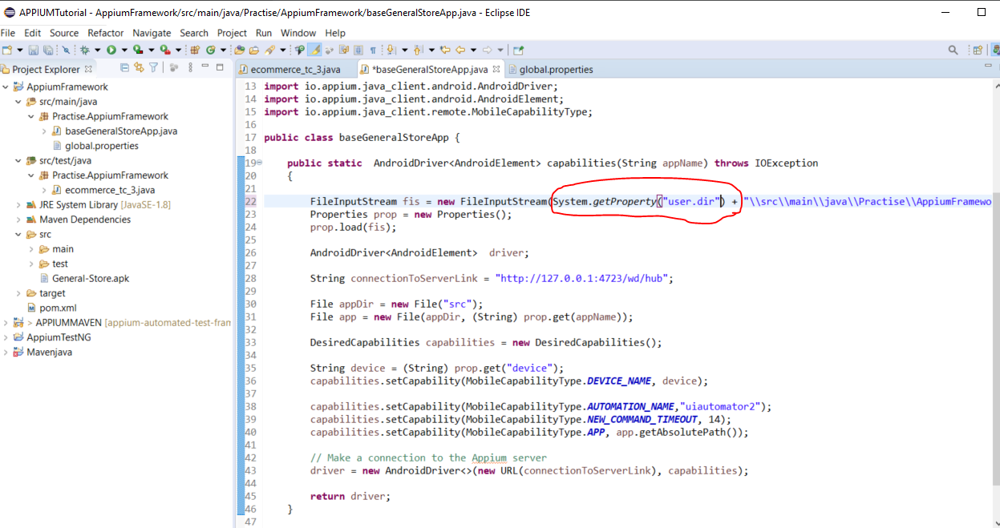 APPIUMTutorial - AppiumFramework/src/main/java/Practise/AppiumFramework/baseGeneralStoreApp.java - Eclipse IDE
File Edit Source Refactor Navigate Search Project Run Window Help
Project Explorer
AppiumFramework
src/main/java
Practise.AppiumFramework
baseGeneralStoreApp.java
global.properties
src/test/java
Practise.AppiumFramework
ecommerce_tc_3.java
JRE System Library [JavaSE-1.8]
Maven Dependencies
src
main
test
General-Store.apk
target
pom.xml
> APPIUMMAVEN [appium-automated-test-fram
AppiumTestNG
Mavenjava
ecommerce_tc_3.java *baseGeneralStoreApp.java global.properties
13 import io.appium.java_client.android.AndroidDriver;
14 import io.appium.java_client.android.AndroidElement;
15 import io.appium.java_client.remote.MobileCapabilityType;
16
17 public class baseGeneralStoreApp {
18
19 public static AndroidDriver<AndroidElement> capabilities(String appName) throws IOException
20 {
21
22 FileInputStream fis = new FileInputStream(System.getProperty("user.dir") + "\\src\\main\\java\\Practise\\AppiumFramewo
23 Properties prop = new Properties();
24 prop.load(fis);
25
26 AndroidDriver<AndroidElement> driver;
27
28 String connectionToServerLink = "http://127.0.0.1:4723/wd/hub";
29
30 File appDir = new File("src");
31 File app = new File(appDir, (String) prop.get(appName));
32
33 DesiredCapabilities capabilities = new DesiredCapabilities();
34
35 String device = (String) prop.get("device");
36 capabilities.setCapability(MobileCapabilityType.DEVICE_NAME, device);
37
38 capabilities.setCapability(MobileCapabilityType.AUTOMATION_NAME,"uiautomator2");
39 capabilities.setCapability(MobileCapabilityType.NEW_COMMAND_TIMEOUT, 14);
40 capabilities.setCapability(MobileCapabilityType.APP, app.getAbsolutePath());
41
42 // Make a connection to the Appium server
43 driver = new AndroidDriver<>(new URL(connectionToServerLink), capabilities);
44
45 return driver;
46 }
47